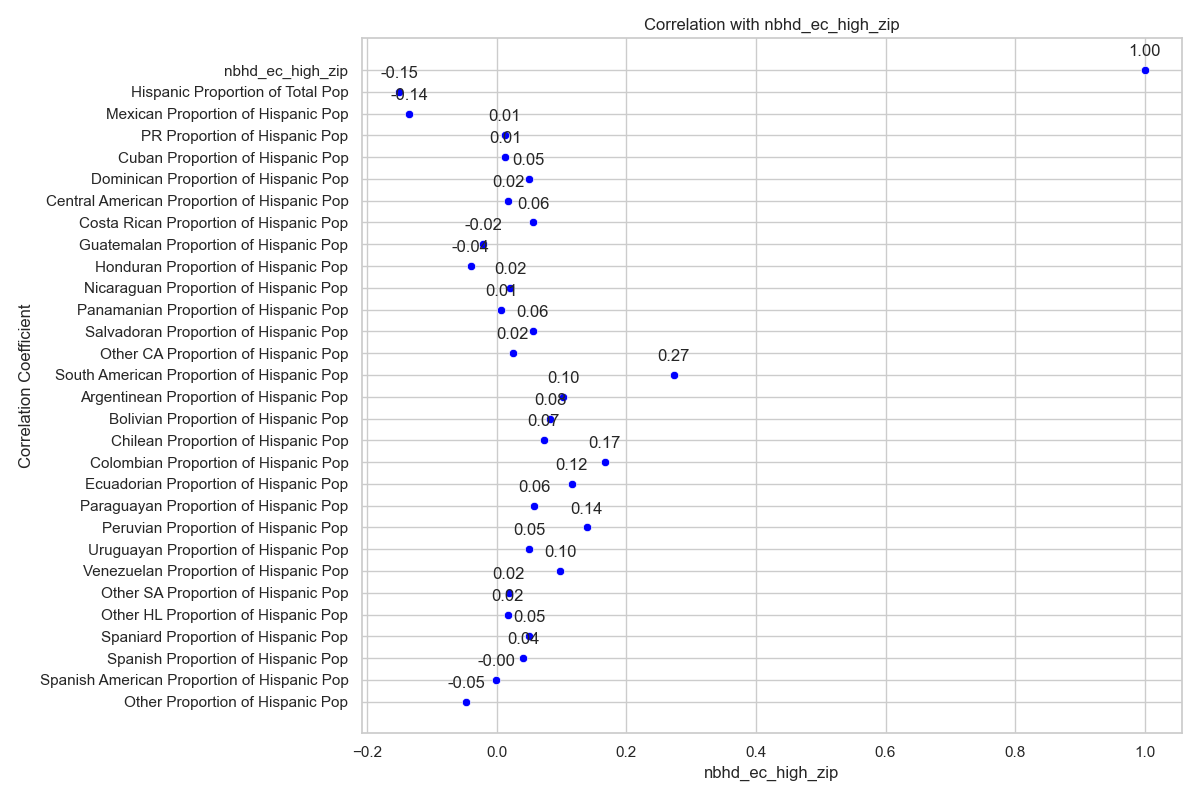 Correlation with nbhd_ec_high_zip
1.00
nbhd_ec_high_zip
-0.15
Hispanic Proportion of Total Pop
-0.14
Mexican Proportion of Hispanic Pop
0.01
PR Proportion of Hispanic Pop
0.01
Cuban Proportion of Hispanic Pop
0.05
Dominican Proportion of Hispanic Pop
0.02
Central American Proportion of Hispanic Pop
0.06
Costa Rican Proportion of Hispanic Pop
-0.02
Guatemalan Proportion of Hispanic Pop
-0.04
Honduran Proportion of Hispanic Pop
0.02
Nicaraguan Proportion of Hispanic Pop
0.01
Panamanian Proportion of Hispanic Pop
0.06
Salvadoran Proportion of Hispanic Pop
0.02
Other CA Proportion of Hispanic Pop
0.27
South American Proportion of Hispanic Pop
0.10
Argentinean Proportion of Hispanic Pop
0.08
Bolivian Proportion of Hispanic Pop
0.07
Chilean Proportion of Hispanic Pop
0.17
Colombian Proportion of Hispanic Pop
0.12
Ecuadorian Proportion of Hispanic Pop
0.06
Paraguayan Proportion of Hispanic Pop
0.14
Peruvian Proportion of Hispanic Pop
0.05
Uruguayan Proportion of Hispanic Pop
0.10
Venezuelan Proportion of Hispanic Pop
0.02
Other SA Proportion of Hispanic Pop
0.02
Other HL Proportion of Hispanic Pop
0.05
Spaniard Proportion of Hispanic Pop
0.04
Spanish Proportion of Hispanic Pop
-0.00
Spanish American Proportion of Hispanic Pop
-0.05
Other Proportion of Hispanic Pop
Correlation Coefficient
−0.2 0.0 0.2 0.4 0.6 0.8 1.0
nbhd_ec_high_zip